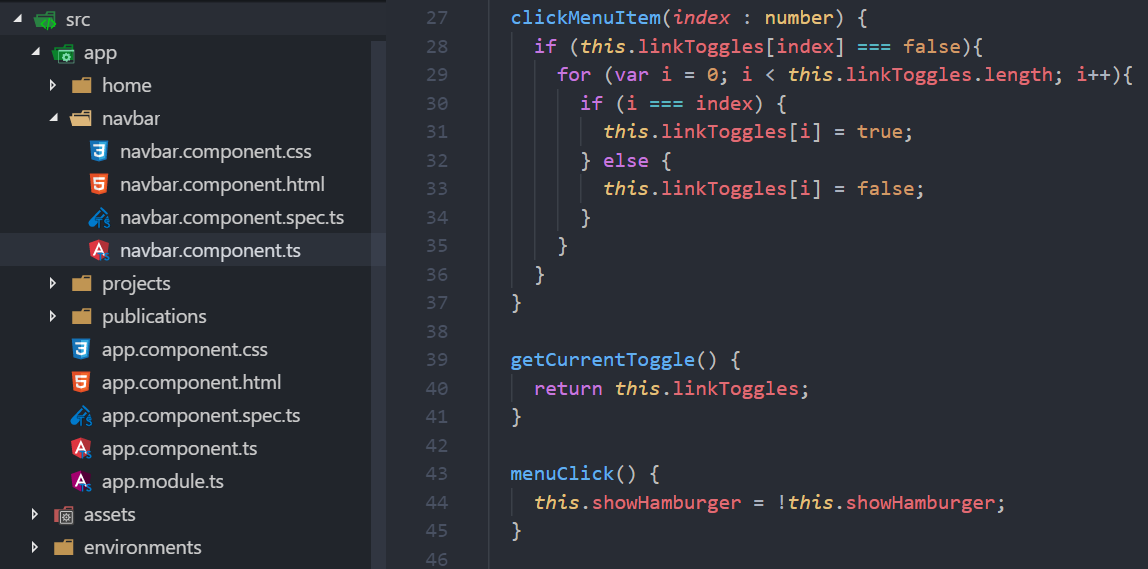 src
app
home
navbar
navbar.component.css
navbar.component.html
navbar.component.spec.ts
navbar.component.ts
projects
publications
app.component.css
app.component.html
app.component.spec.ts
app.component.ts
app.module.ts
assets
environments
27 clickMenuItem(index : number) {
28 if (this.linkToggles[index] === false){
29 for (var i = 0; i < this.linkToggles.length; i++){
30 if (i === index) {
31 this.linkToggles[i] = true;
32 } else {
33 this.linkToggles[i] = false;
34 }
35 }
36 }
37 }
38
39 getCurrentToggle() {
40 return this.linkToggles;
41 }
42
43 menuClick() {
44 this.showHamburger = !this.showHamburger;
45 }
46